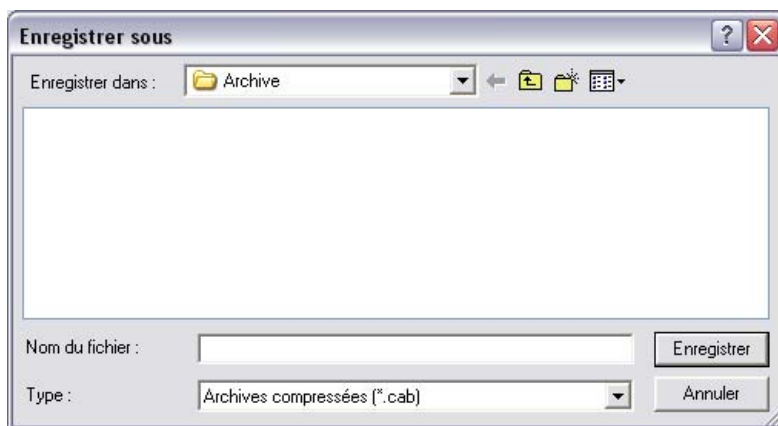 Enregistrer sous
Enregistrer dans :
Archive
Nom du fichier :
Enregistrer
Type :
Archives compressées (*.cab)
Annuler